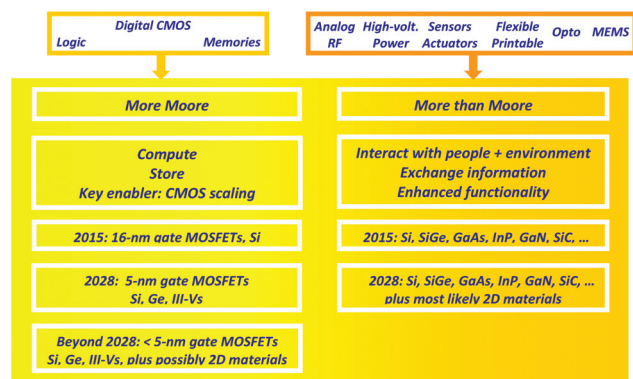 Digital CMOS
Logic Memories
Analog High-volt. Sensors Flexible Opto MEMS
RF Power Actuators Printable
More Moore
Compute
Store
Key enabler: CMOS scaling
2015: 16-nm gate MOSFETs, Si
2028: 5-nm gate MOSFETs
Si, Ge, III-Vs
Beyond 2028: < 5-nm gate MOSFETs
Si, Ge, III-Vs, plus possibly 2D materials
More than Moore
Interact with people + environment
Exchange information
Enhanced functionality
2015: Si, SiGe, GaAs, InP, GaN, SiC, ...
2028: Si, SiGe, GaAs, InP, GaN, SiC, ...
plus most likely 2D materials